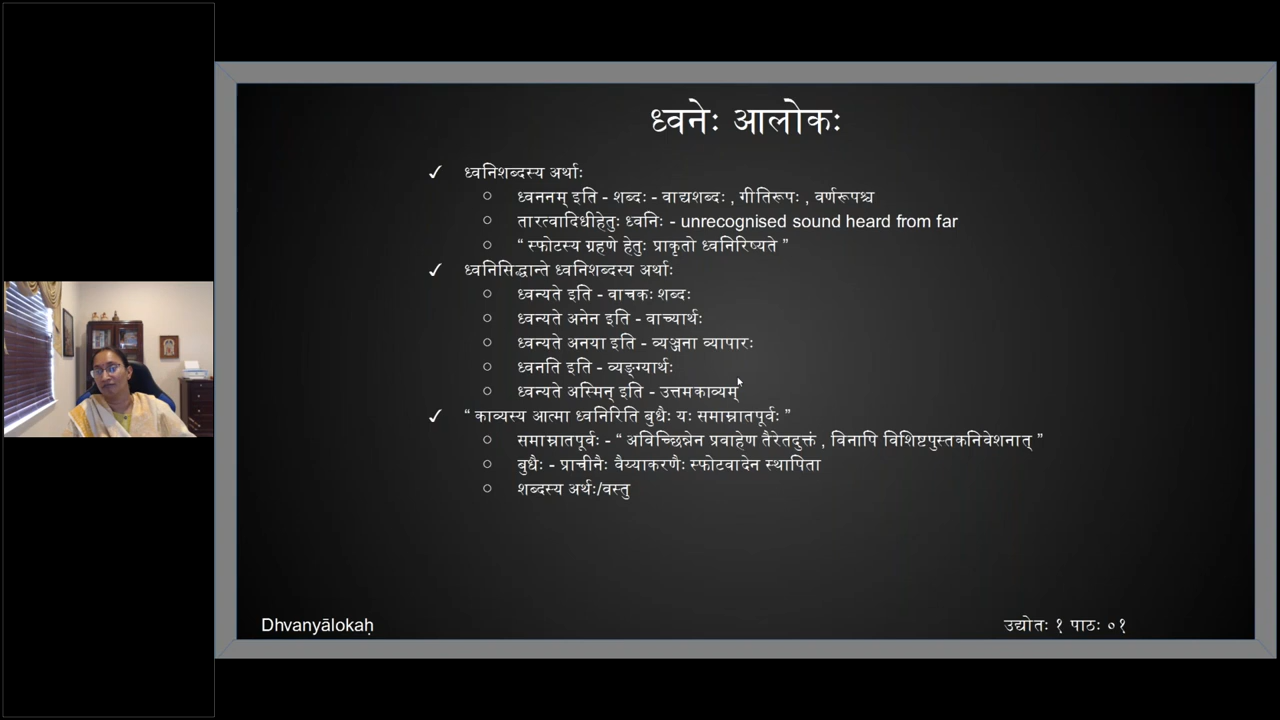 ध्वनेः आलोकः
✓ ध्वनिशब्दस्य अर्थाः
○ ध्वननम् इति - शब्दः - वाद्यशब्दः , गीतिरूपः , वर्णरूपश्च
○ तारत्वादिधीहेतुः ध्वनिः - unrecognised sound heard from far
○ “ स्फोटस्य ग्रहणे हेतुः प्राकृतो ध्वनिरिष्यते ”
✓ ध्वनिसिद्धान्ते ध्वनिशब्दस्य अर्थाः
○ ध्वन्यते इति - वाचकः शब्दः
○ ध्वन्यते अनेन इति - वाच्यार्थः
○ ध्वन्यते अनया इति - व्यञ्जना व्यापारः
○ ध्वनति इति - व्यङ्ग्यार्थः
○ ध्वन्यते अस्मिन् इति - उत्तमकाव्यम्
✓ “ काव्यस्य आत्मा ध्वनिरिति बुधैः यः समाम्नातपूर्वः ”
○ समाम्नातपूर्वः - “ अविच्छिन्नेन प्रवाहेण तैरेतदुक्तं , विनापि विशिष्टपुस्तकनिवेशनात् ”
○ बुधैः - प्राचीनैः वैय्याकरणैः स्फोटवादेन स्थापिता
○ शब्दस्य अर्थः/वस्तु
Dhvanyālokaḥ
उद्योतः १ पाठः ०१